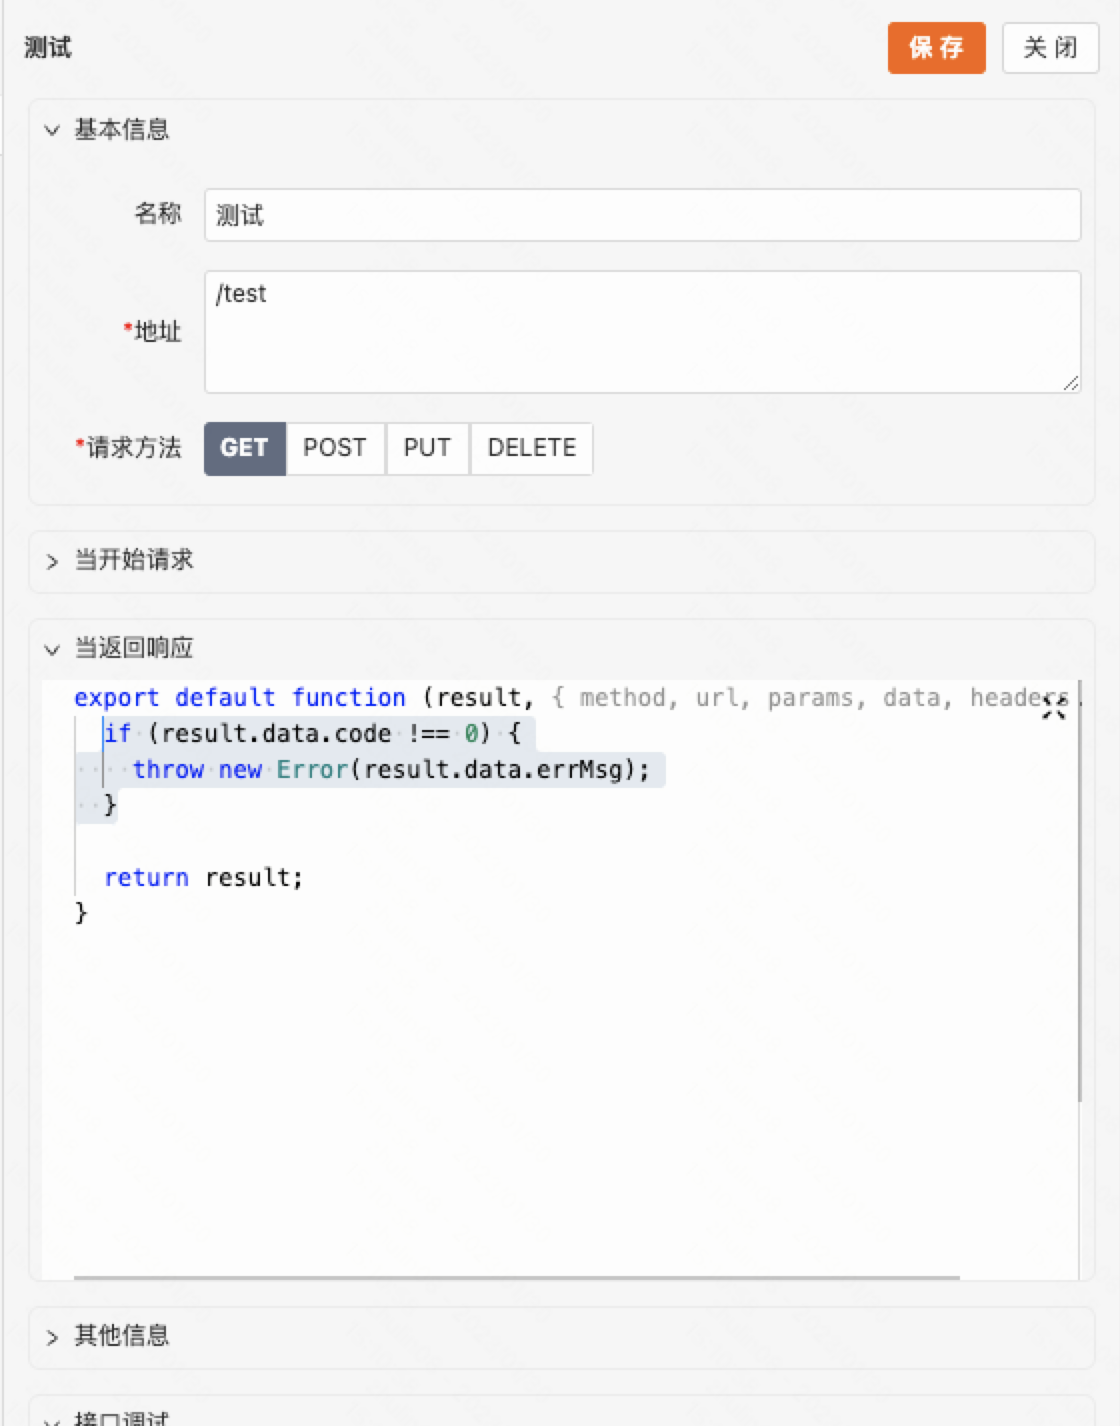 测试
保存
关闭
基本信息
名称
测试
*地址
/test
*请求方法
GET
POST
PUT
DELETE
当开始请求
当返回响应
export default function (result, { method, url, params, data, headers
if (result.data.code !== 0) {
throw new Error(result.data.errMsg);
}
return result;
}
其他信息
接口调试